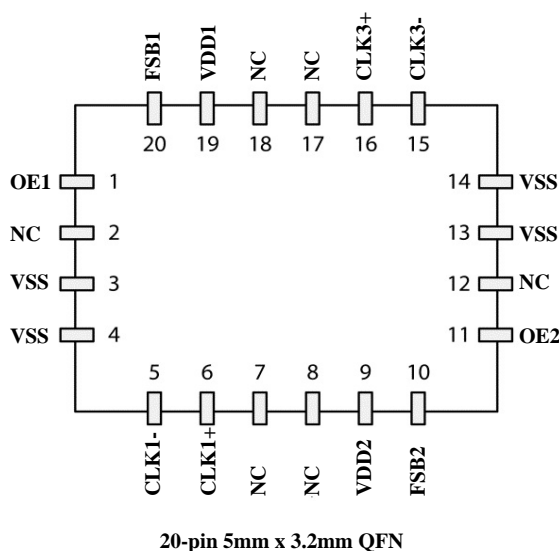 FSB1 VDD1 NC NC CLK3+ CLK3-
20 19 18 17 16 15
OE1 1 14 VSS
NC 2 13 VSS
VSS 3 12 NC
VSS 4 11 OE2
5 6 7 8 9 10
CLK1- CLK1+ NC NC VDD2 FSB2
20-pin 5mm x 3.2mm QFN